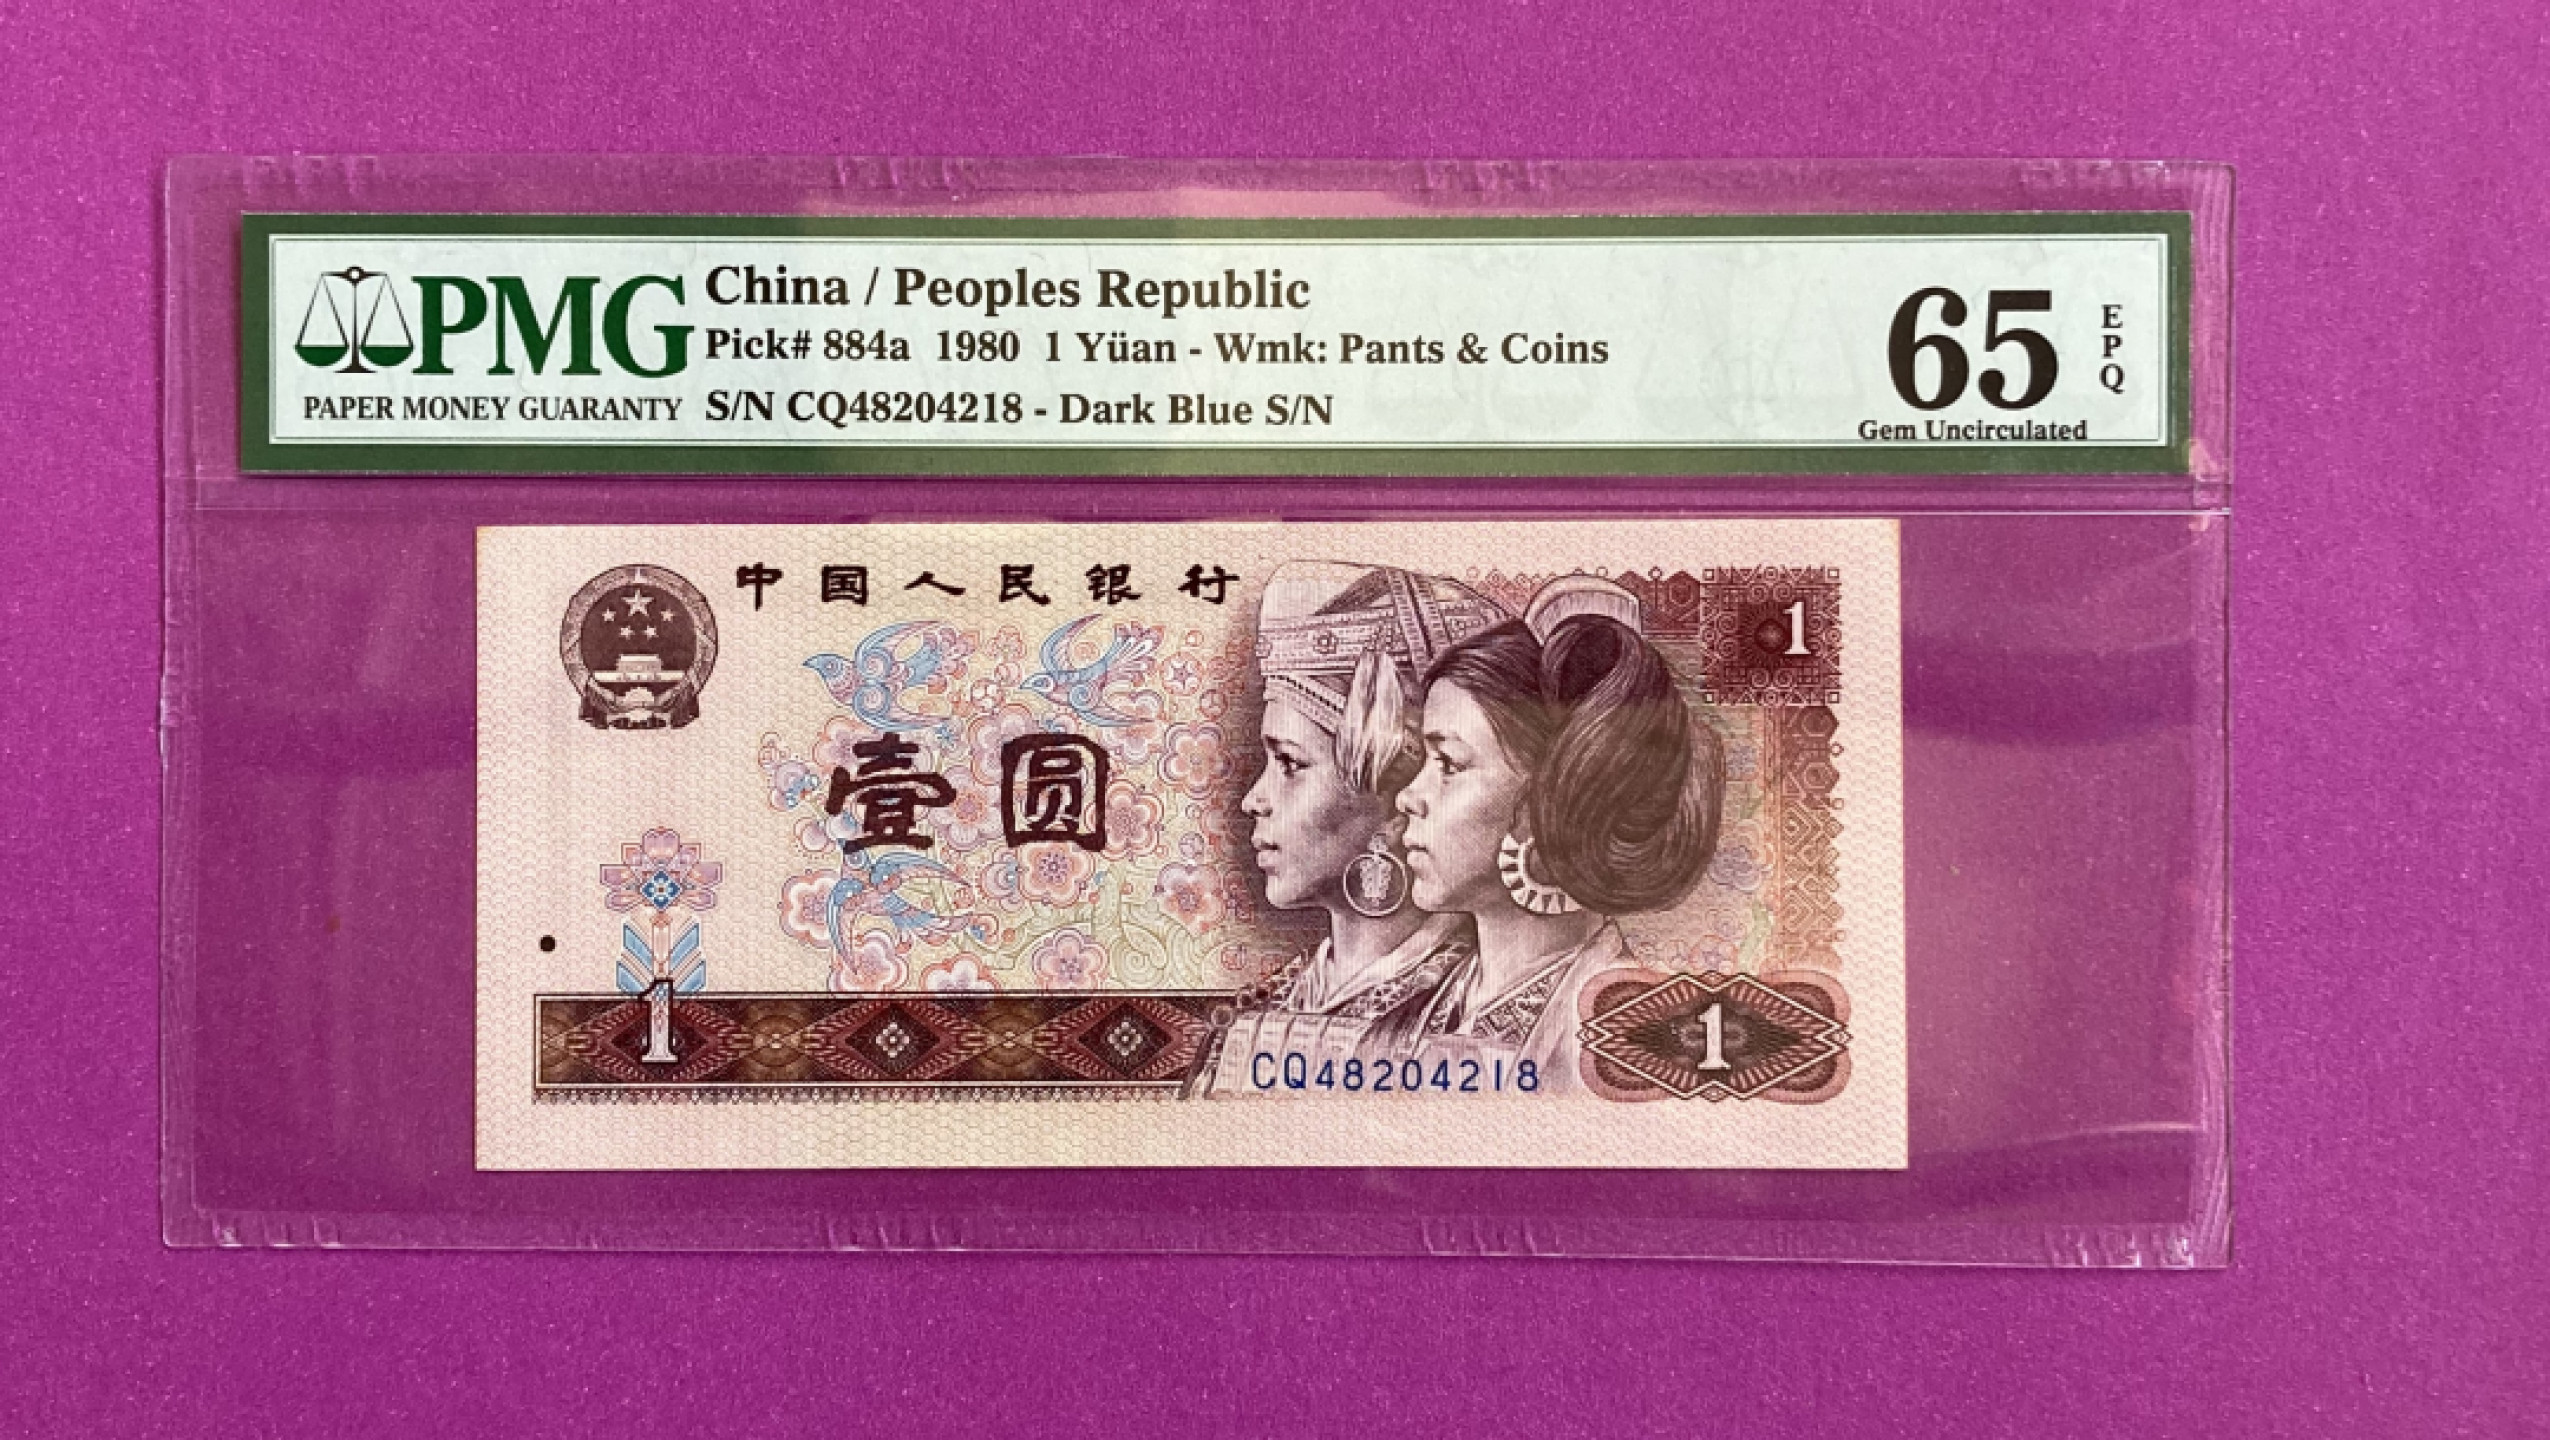 PMG
PAPER MONEY GUARANTY
China / Peoples Republic
Pick# 884a 1980 1 Yüan - Wmk: Pants & Coins
S/N CQ48204218 - Dark Blue S/N
65
EPQ
Gem Uncirculated
中国人民银行
1
壹圆
1
CQ48204218
1